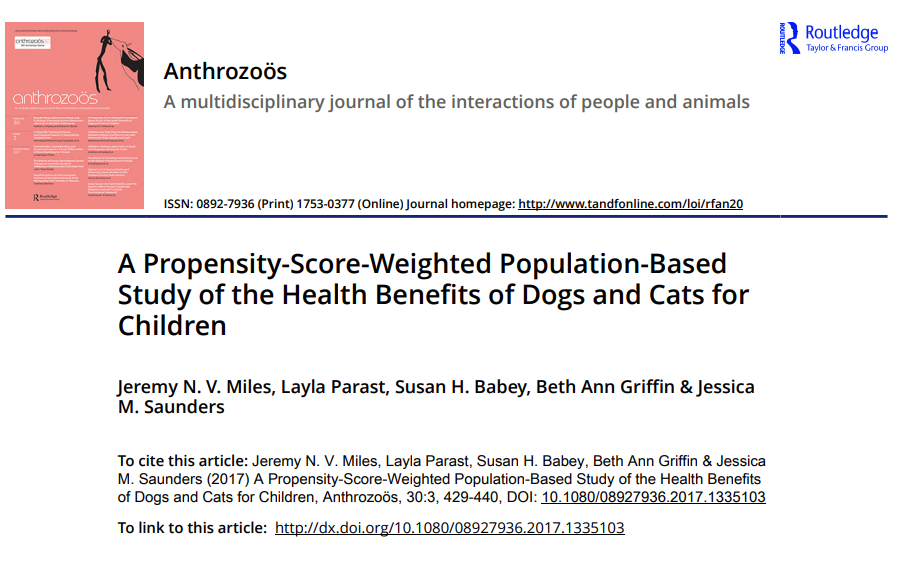 Routledge
Taylor & Francis Group
ROUTLEDGE
anthrozoös
Anthrozoös
A multidisciplinary journal of the interactions of people and animals
Routledge
ISSN: 0892-7936 (Print) 1753-0377 (Online) Journal homepage: http://www.tandfonline.com/loi/rfan20
A Propensity-Score-Weighted Population-Based
Study of the Health Benefits of Dogs and Cats for
Children
Jeremy N. V. Miles, Layla Parast, Susan H. Babey, Beth Ann Griffin & Jessica
M. Saunders
To cite this article: Jeremy N. V. Miles, Layla Parast, Susan H. Babey, Beth Ann Griffin & Jessica
M. Saunders (2017) A Propensity-Score-Weighted Population-Based Study of the Health Benefits
of Dogs and Cats for Children, Anthrozoös, 30:3, 429-440, DOI: 10.1080/08927936.2017.1335103
To link to this article: http://dx.doi.org/10.1080/08927936.2017.1335103